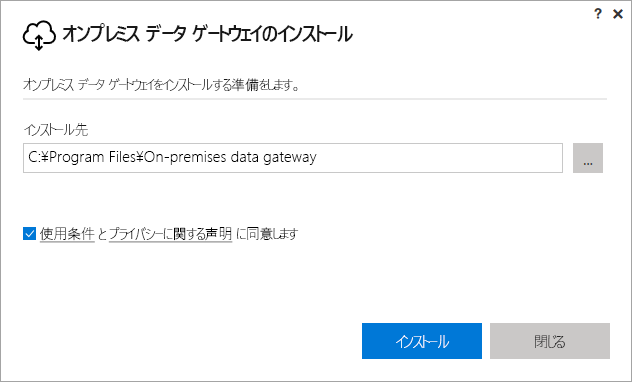 ? ×
オンプレミス データ ゲートウェイのインストール
オンプレミス データ ゲートウェイをインストールする準備をします。
インストール先
C:¥Program Files¥On-premises data gateway
...
使用条件 とプライバシーに関する声明 に同意します
インストール 閉じる